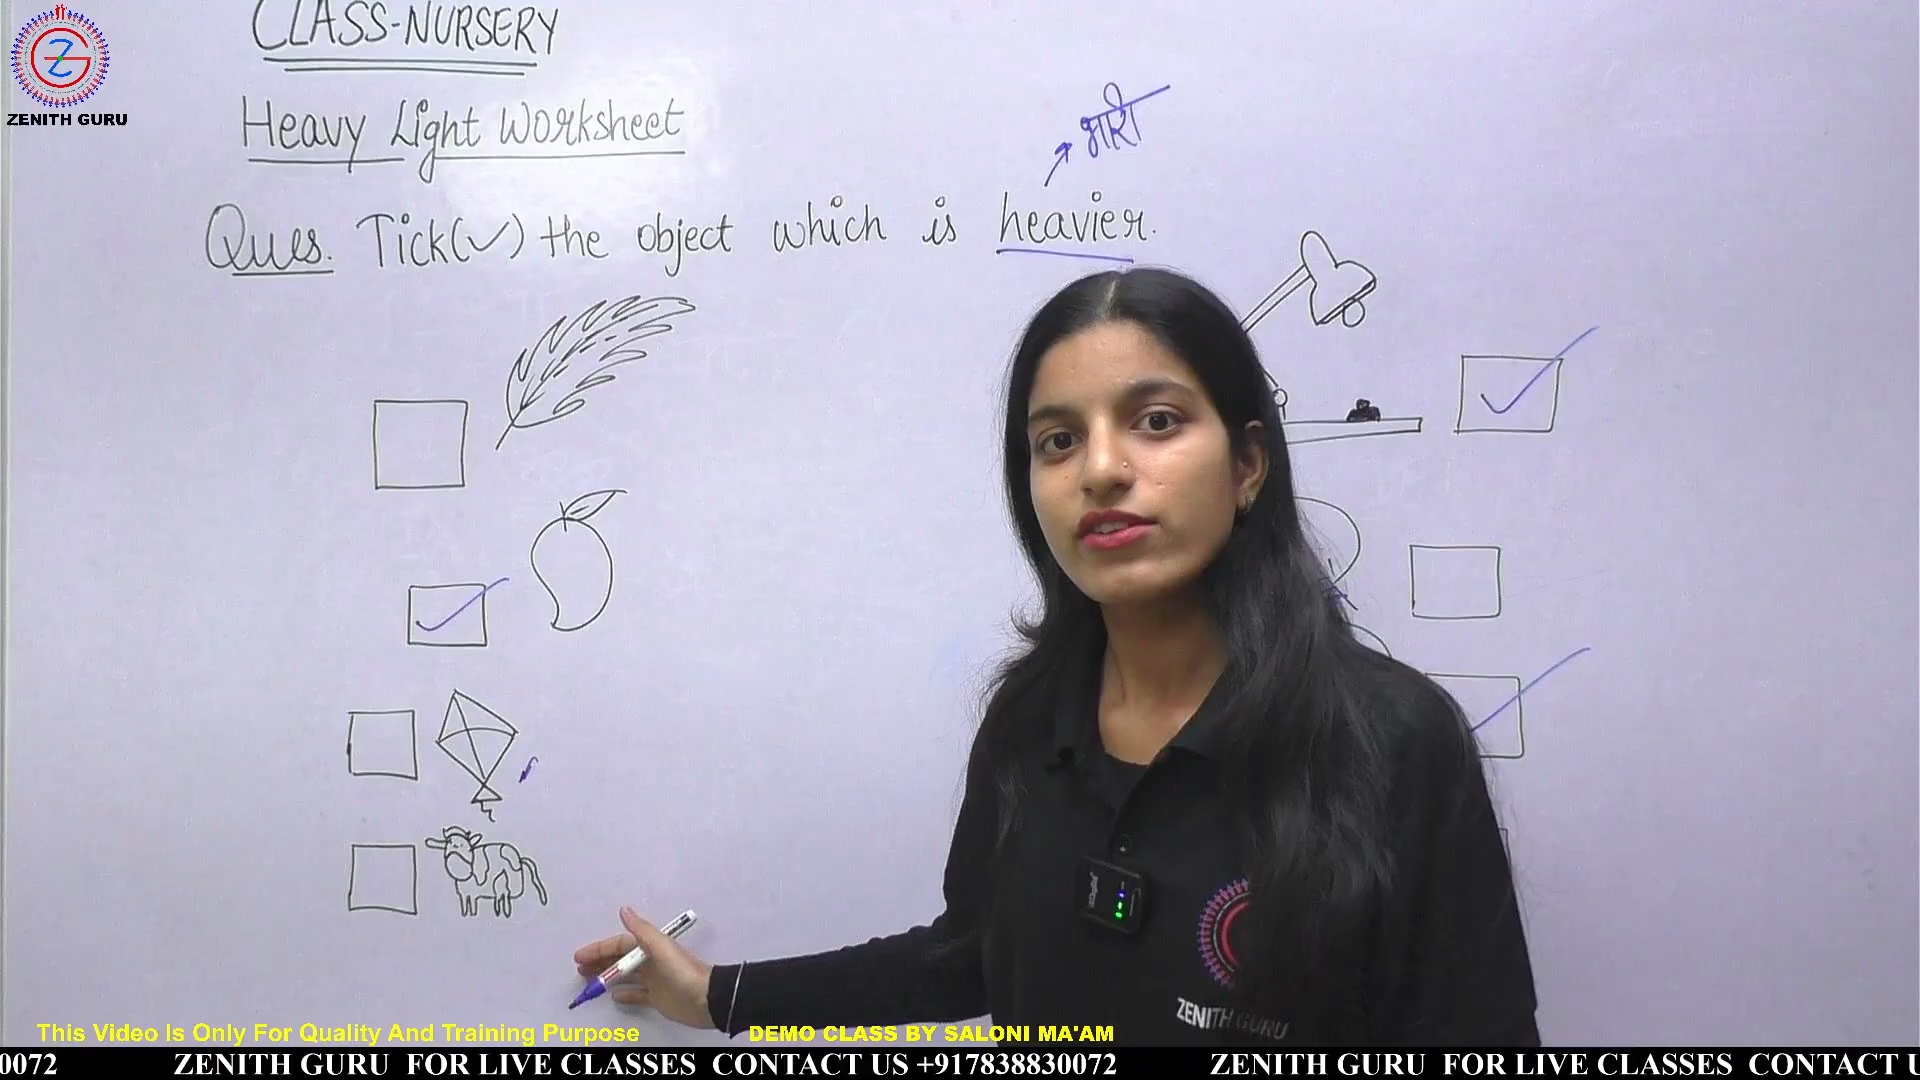 CLASS-NURSERY
ZENITH GURU
Heavy Light Worksheet
भारी
Ques. Tick(✓) the object which is heavier.
ZENITH GURU
This Video Is Only For Quality And Training Purpose
DEMO CLASS BY SALONI MA'AM
0072 ZENITH GURU FOR LIVE CLASSES CONTACT US +917838830072 ZENITH GURU FOR LIVE CLASSES CONTACT U